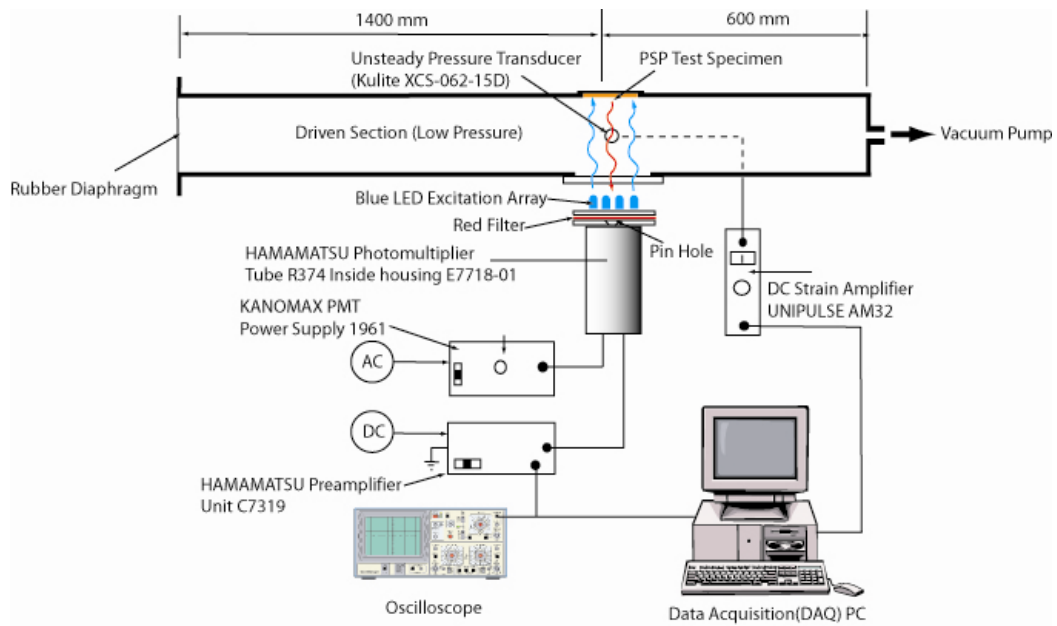 1400 mm
600 mm
Unsteady Pressure Transducer
(Kulite XCS-062-15D)
PSP Test Specimen
Driven Section (Low Pressure)
Vacuum Pump
Rubber Diaphragm
Blue LED Excitation Array
Red Filter
Pin Hole
HAMAMATSU Photomultiplier
Tube R374 Inside housing E7718-01
DC Strain Amplifier
UNIPULSE AM32
KANOMAX PMT
Power Supply 1961
AC
DC
HAMAMATSU Preamplifier
Unit C7319
Oscilloscope
Data Acquisition(DAQ) PC